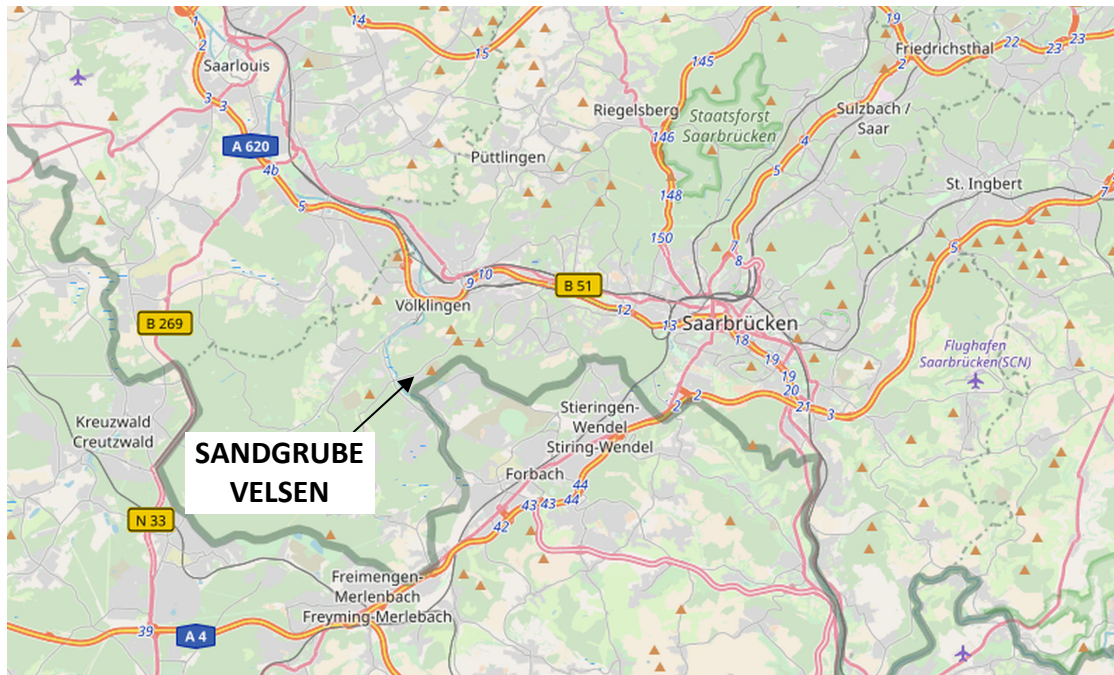 14
19
1
15
2
145
Friedrichsthal
22
23
23
2
Saarlouis
3
3
Riegelsberg
Staatsforst
Saarbrücken
Sulzbach /
Saar
A 620
146
4
Püttlingen
4b
5
St. Ingbert
7
148
5
150
7
8
5
10
9
B 51
Völklingen
12
13
Saarbrücken
B 269
18
19
19
20
21
3
Flughafen
Saarbrücken(SCN)
2
2
Stieringen-
Wendel
Stiring-Wendel
Kreuzwald
Creutzwald
SANDGRUBE
VELSEN
Forbach
44
44
43
43
42
N 33
Freimengen-
Merlenbach
Freyming-Merlebach
39
A 4